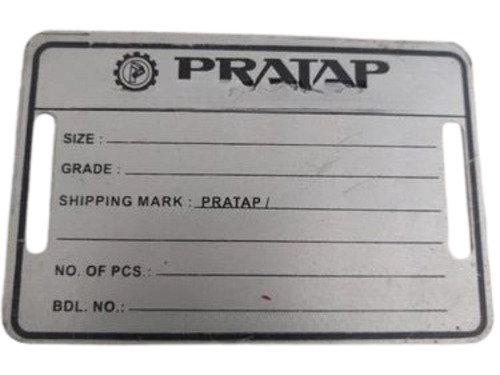 PRATAP
SIZE :
GRADE :
SHIPPING MARK : PRATAP /
NO. OF PCS. :
BDL. NO.: